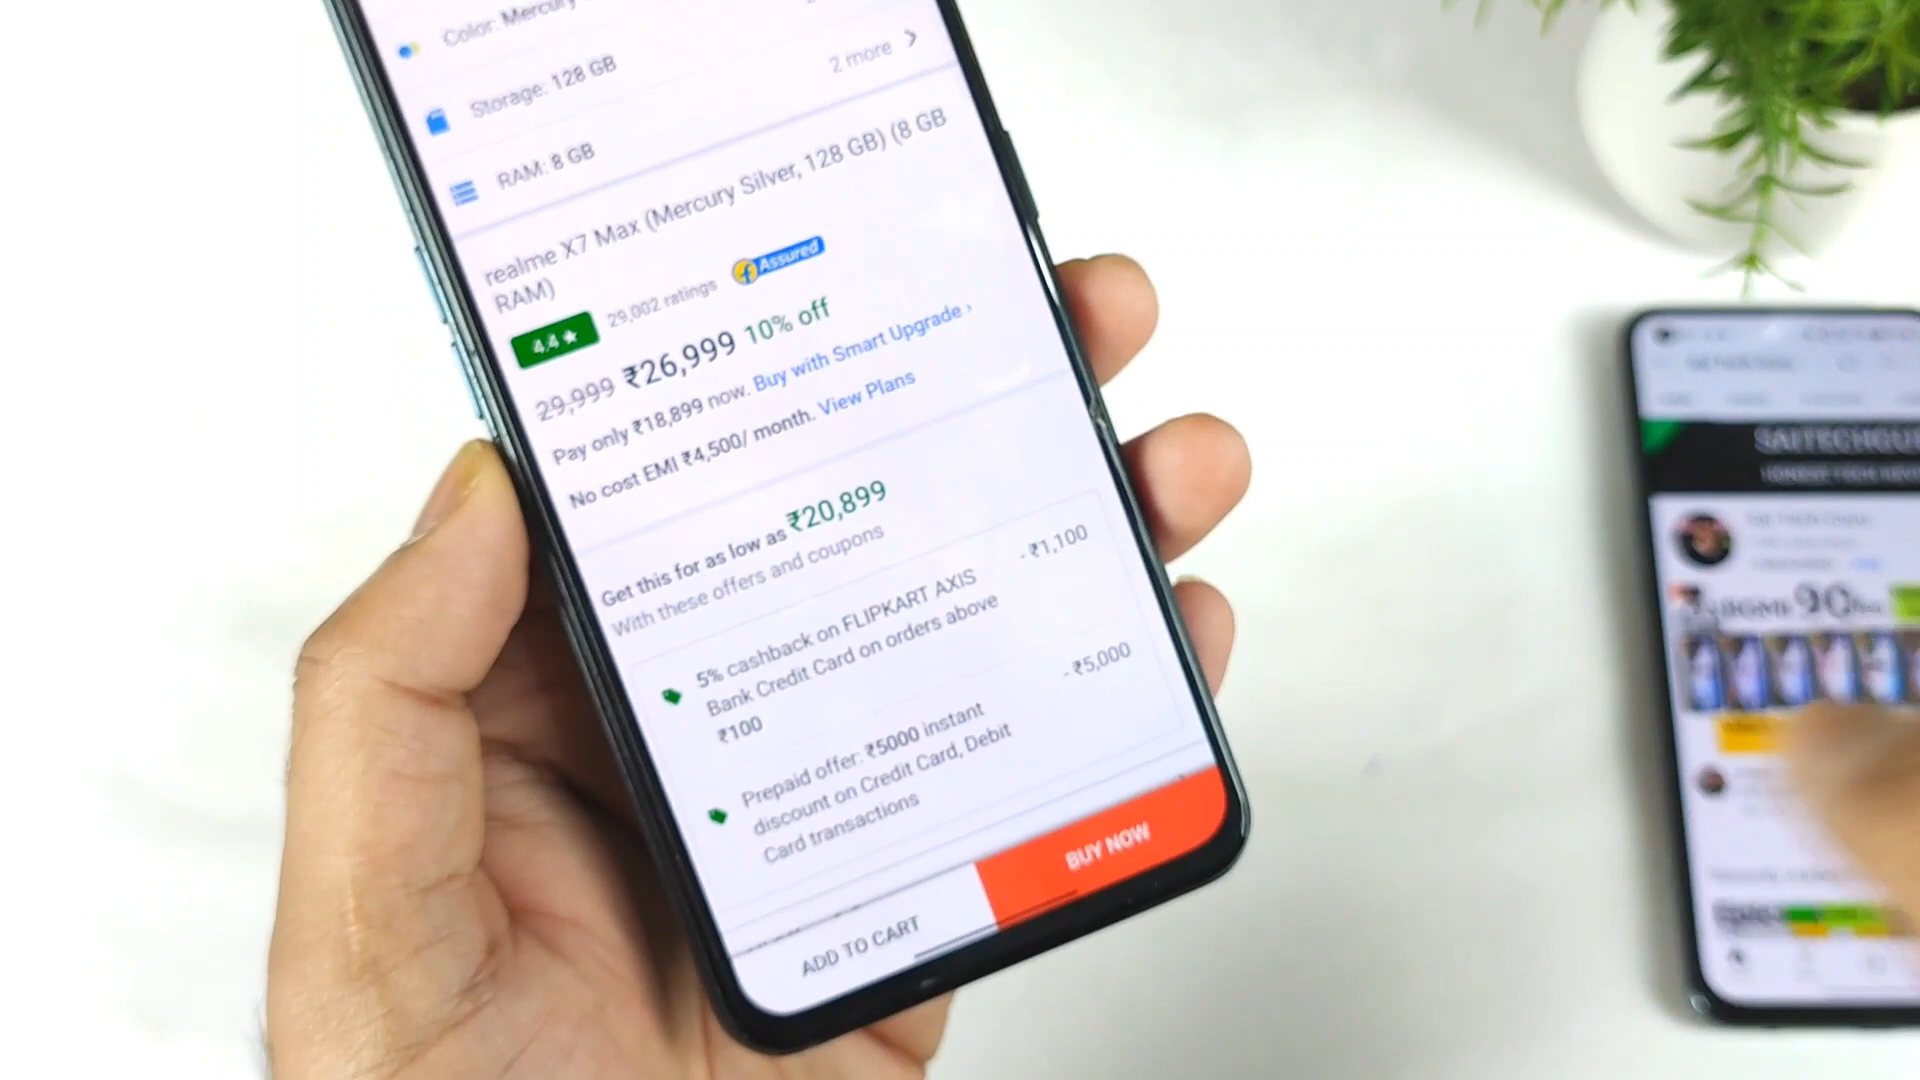 Color: Mercury
Storage: 128 GB
2 more
RAM: 8 GB
realme X7 Max (Mercury Silver, 128 GB) (8 GB
RAM)
4.4 ★ 29,002 ratings f Assured
29,999 ₹26,999 10% off
Pay only ₹18,899 now. Buy with Smart Upgrade ›
No cost EMI ₹4,500/ month. View Plans
Get this for as low as ₹20,899
With these offers and coupons
5% cashback on FLIPKART AXIS
Bank Credit Card on orders above
₹100
- ₹1,100
Prepaid offer: ₹5000 instant
discount on Credit Card, Debit
Card transactions
- ₹5,000
ADD TO CART
BUY NOW